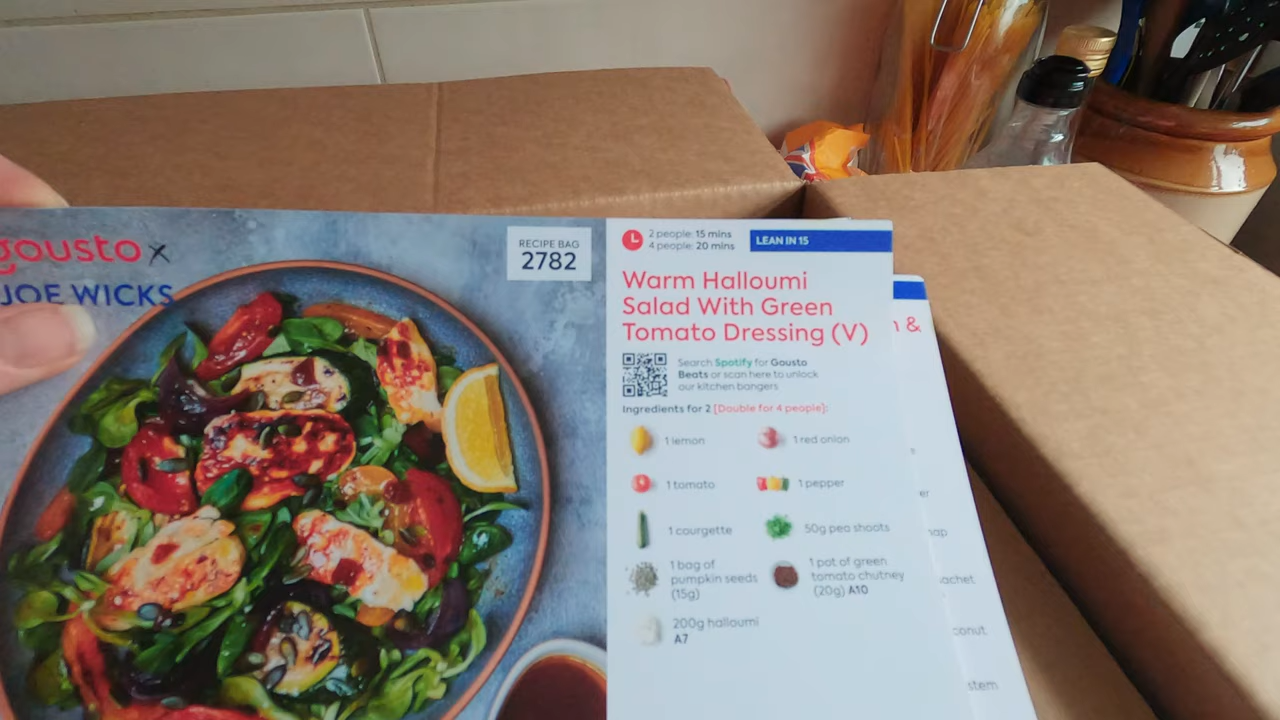 gousto x
JOE WICKS
RECIPE BAG
2782
2 people: 15 mins
4 people: 20 mins
LEAN IN 15
Warm Halloumi
Salad With Green
Tomato Dressing (V)
Search Spotify for Gousto
Beats or scan here to unlock
our kitchen bangers
Ingredients for 2 [Double for 4 people]:
1 lemon
1 red onion
1 tomato
1 pepper
1 courgette
50g pea shoots
1 bag of
pumpkin seeds
(15g)
1 pot of green
tomato chutney
(20g) A10
200g halloumi
A7
&
stem